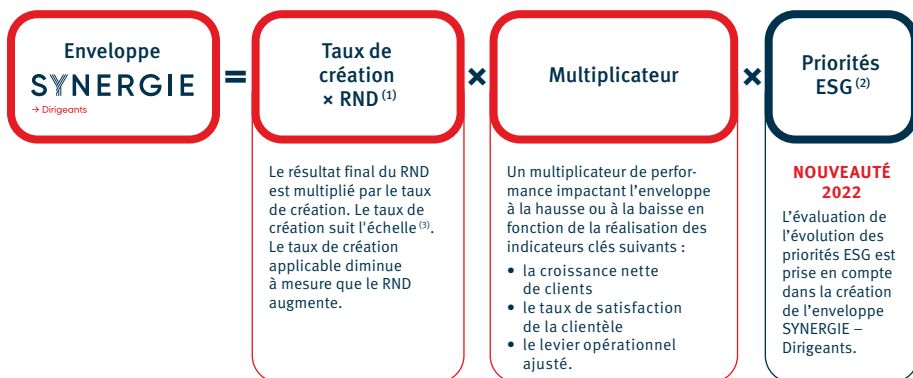 Enveloppe
SYNERGIE
→ Dirigeants
=
Taux de
création
× RND (1)
×
Multiplicateur
×
Priorités
ESG (2)
Le résultat final du RND
est multiplié par le taux
de création. Le taux de
création suit l'échelle (3).
Le taux de création
applicable diminue
à mesure que le RND
augmente.
Un multiplicateur de perfor-
mance impactant l’enveloppe
à la hausse ou à la baisse en
fonction de la réalisation des
indicateurs clés suivants :
• la croissance nette
de clients
• le taux de satisfaction
de la clientèle
• le levier opérationnel
ajusté.
NOUVEAUTÉ
2022
L’évaluation de
l’évolution des
priorités ESG est
prise en compte
dans la création
de l’enveloppe
SYNERGIE –
Dirigeants.